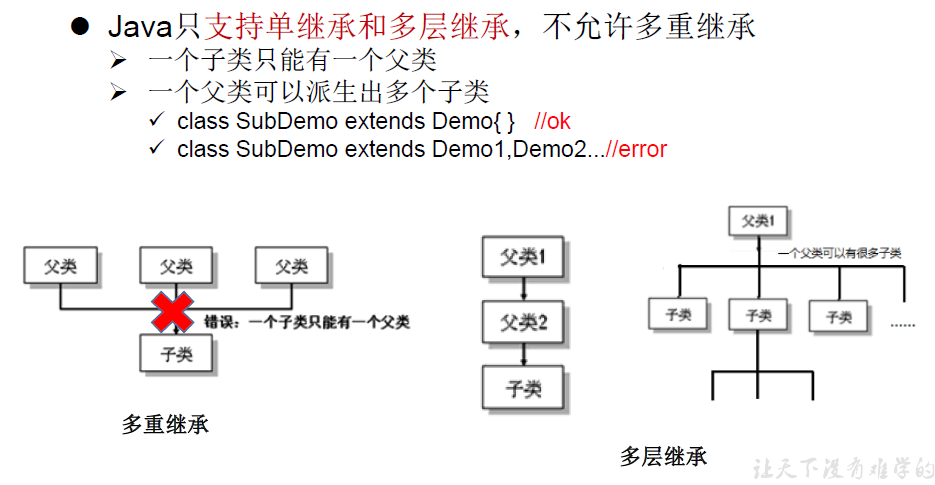 ● Java只支持单继承和多层继承，不允许多重继承
➢ 一个子类只能有一个父类
➢ 一个父类可以派生出多个子类
✓ class SubDemo extends Demo{ } //ok
✓ class SubDemo extends Demo1,Demo2...//error
父类 父类 父类
错误：一个子类只能有一个父类
子类
多重继承
父类1
父类2
子类
父类1
一个父类可以有很多子类
子类 子类 子类 ......
多层继承
让天下没有难学的